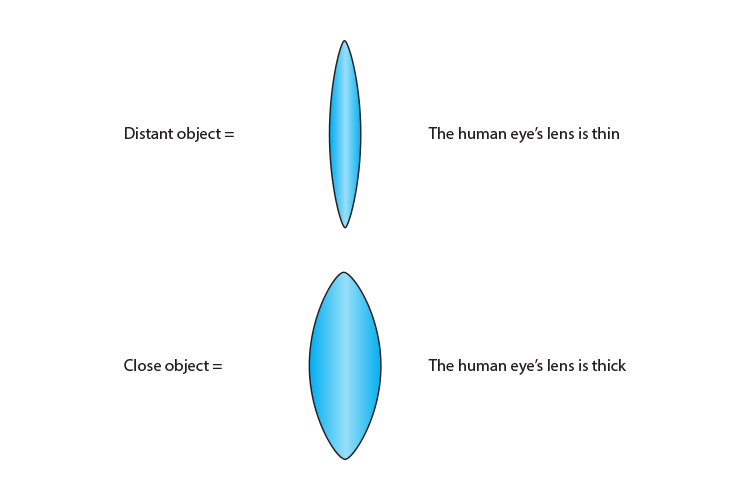 Distant object =
The human eye’s lens is thin
Close object =
The human eye’s lens is thick